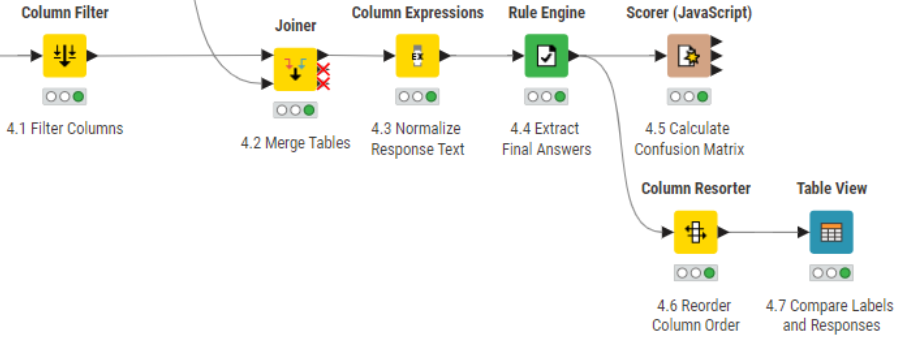 Column Filter
4.1 Filter Columns
Joiner
4.2 Merge Tables
Column Expressions
EX
4.3 Normalize
Response Text
Rule Engine
4.4 Extract
Final Answers
Scorer (JavaScript)
4.5 Calculate
Confusion Matrix
Column Resorter
4.6 Reorder
Column Order
Table View
4.7 Compare Labels
and Responses